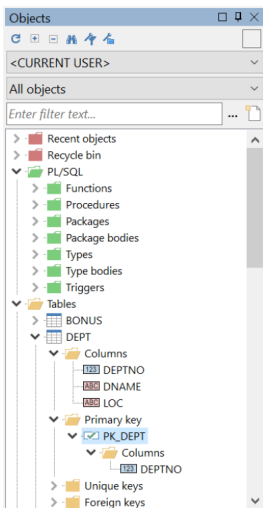 Objects
<CURRENT USER>
All objects
Enter filter text...
...
Recent objects
Recycle bin
PL/SQL
Functions
Procedures
Packages
Package bodies
Types
Type bodies
Triggers
Tables
BONUS
DEPT
Columns
123 DEPTNO
ABC DNAME
ABC LOC
Primary key
PK_DEPT
Columns
123 DEPTNO
Unique keys
Foreign keys